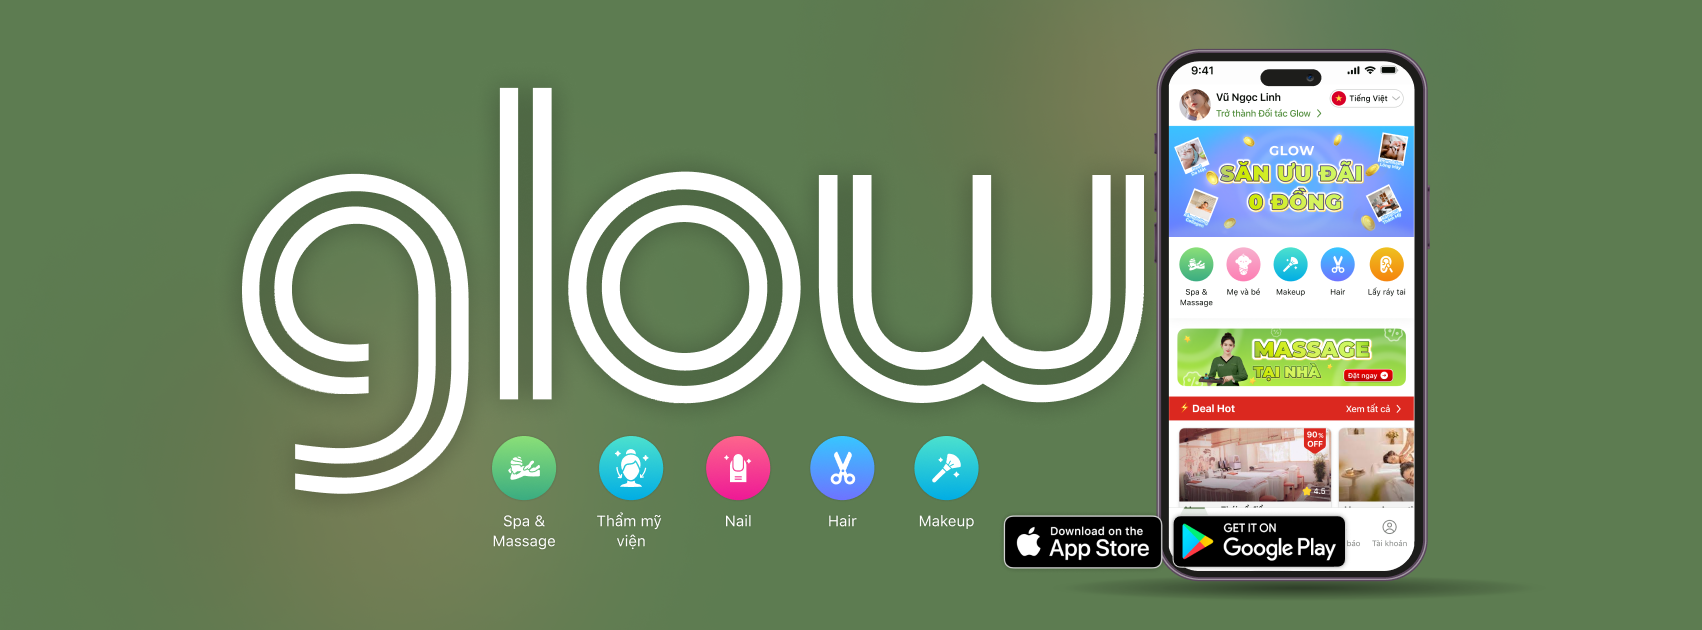 glow
Spa &
Massage
Thẩm mỹ
viện
Nail
Hair
Makeup
Download on the
App Store
GET IT ON
Google Play
9:41
Vũ Ngọc Linh
Trở thành Đối tác Glow
Tiếng Việt
GLOW
SĂN ƯU ĐÃI
0 ĐỒNG
Spa &
Massage
Mẹ và bé
Makeup
Hair
Lấy ráy tai
MASSAGE
TẠI NHÀ
Đặt ngay
Deal Hot
Xem tất cả
90%
OFF
4.5
báo
Tài khoản